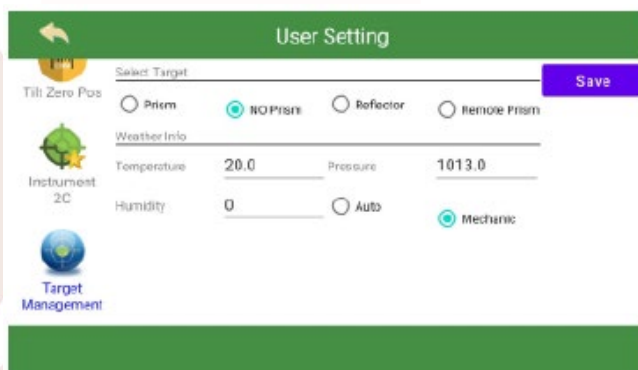 User Setting
Tilt Zero Pos
Select Target
Save
Prism
NO Prism
Reflector
Remote Prism
Weather Info
Instrument
2C
Temperature
20.0
Pressure
1013.0
Humidity
0
Auto
Mechanic
Target
Management